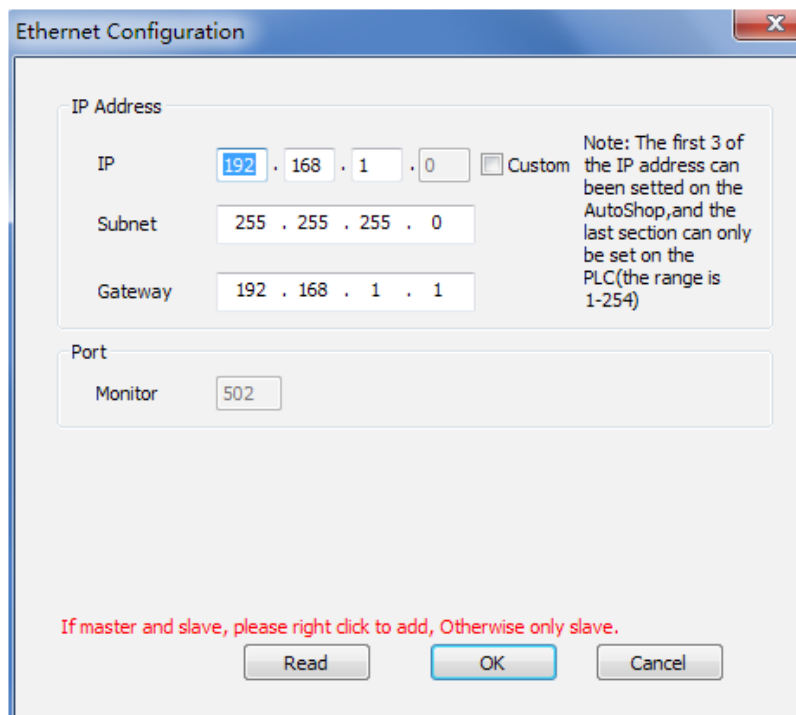 Ethernet Configuration
IP Address
IP 192 . 168 . 1 . 0 Custom
Note: The first 3 of
the IP address can
been setted on the
AutoShop,and the
last section can only
be set on the
PLC(the range is
1-254)
Subnet 255 . 255 . 255 . 0
Gateway 192 . 168 . 1 . 1
Port
Monitor 502
If master and slave, please right click to add, Otherwise only slave.
Read OK Cancel